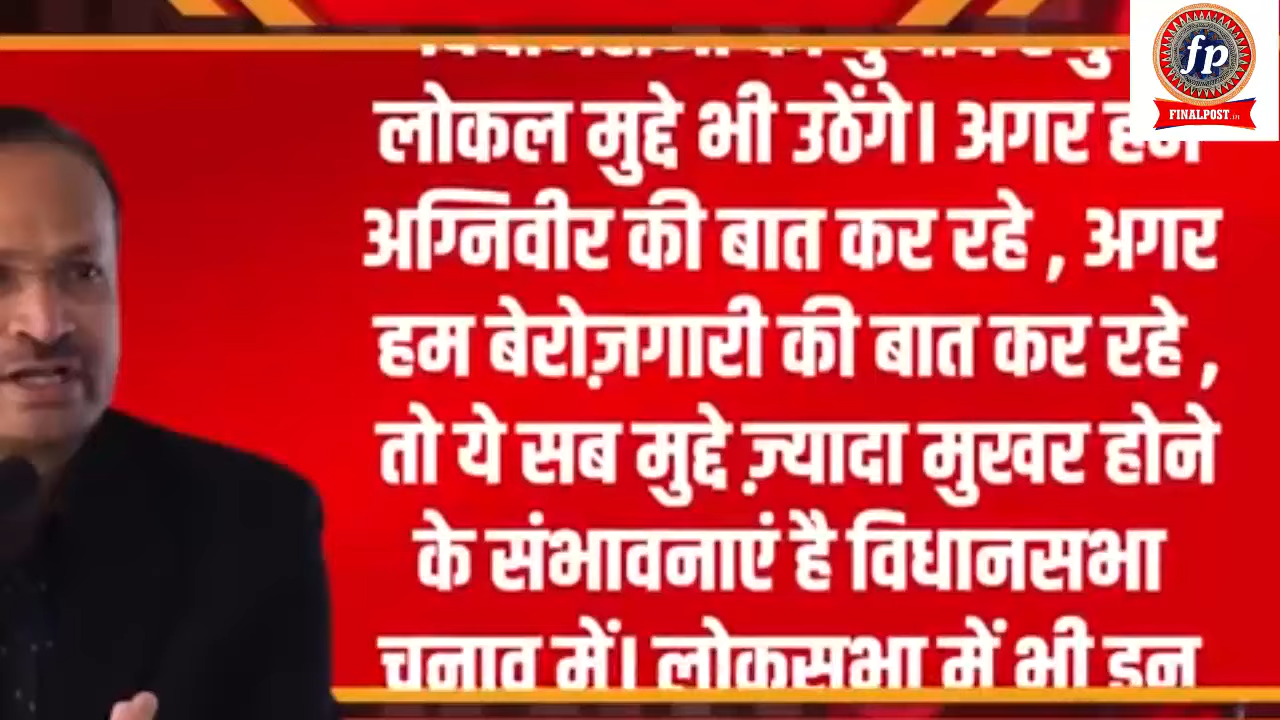 fp
FINALPOST.in
लोकल मुद्दे भी उठेंगे। अगर हम
अग्निवीर की बात कर रहे , अगर
हम बेरोज़गारी की बात कर रहे ,
तो ये सब मुद्दे ज़्यादा मुखर होने
के संभावनाएं है विधानसभा
चुनाव में। लोकसभा में भी इन